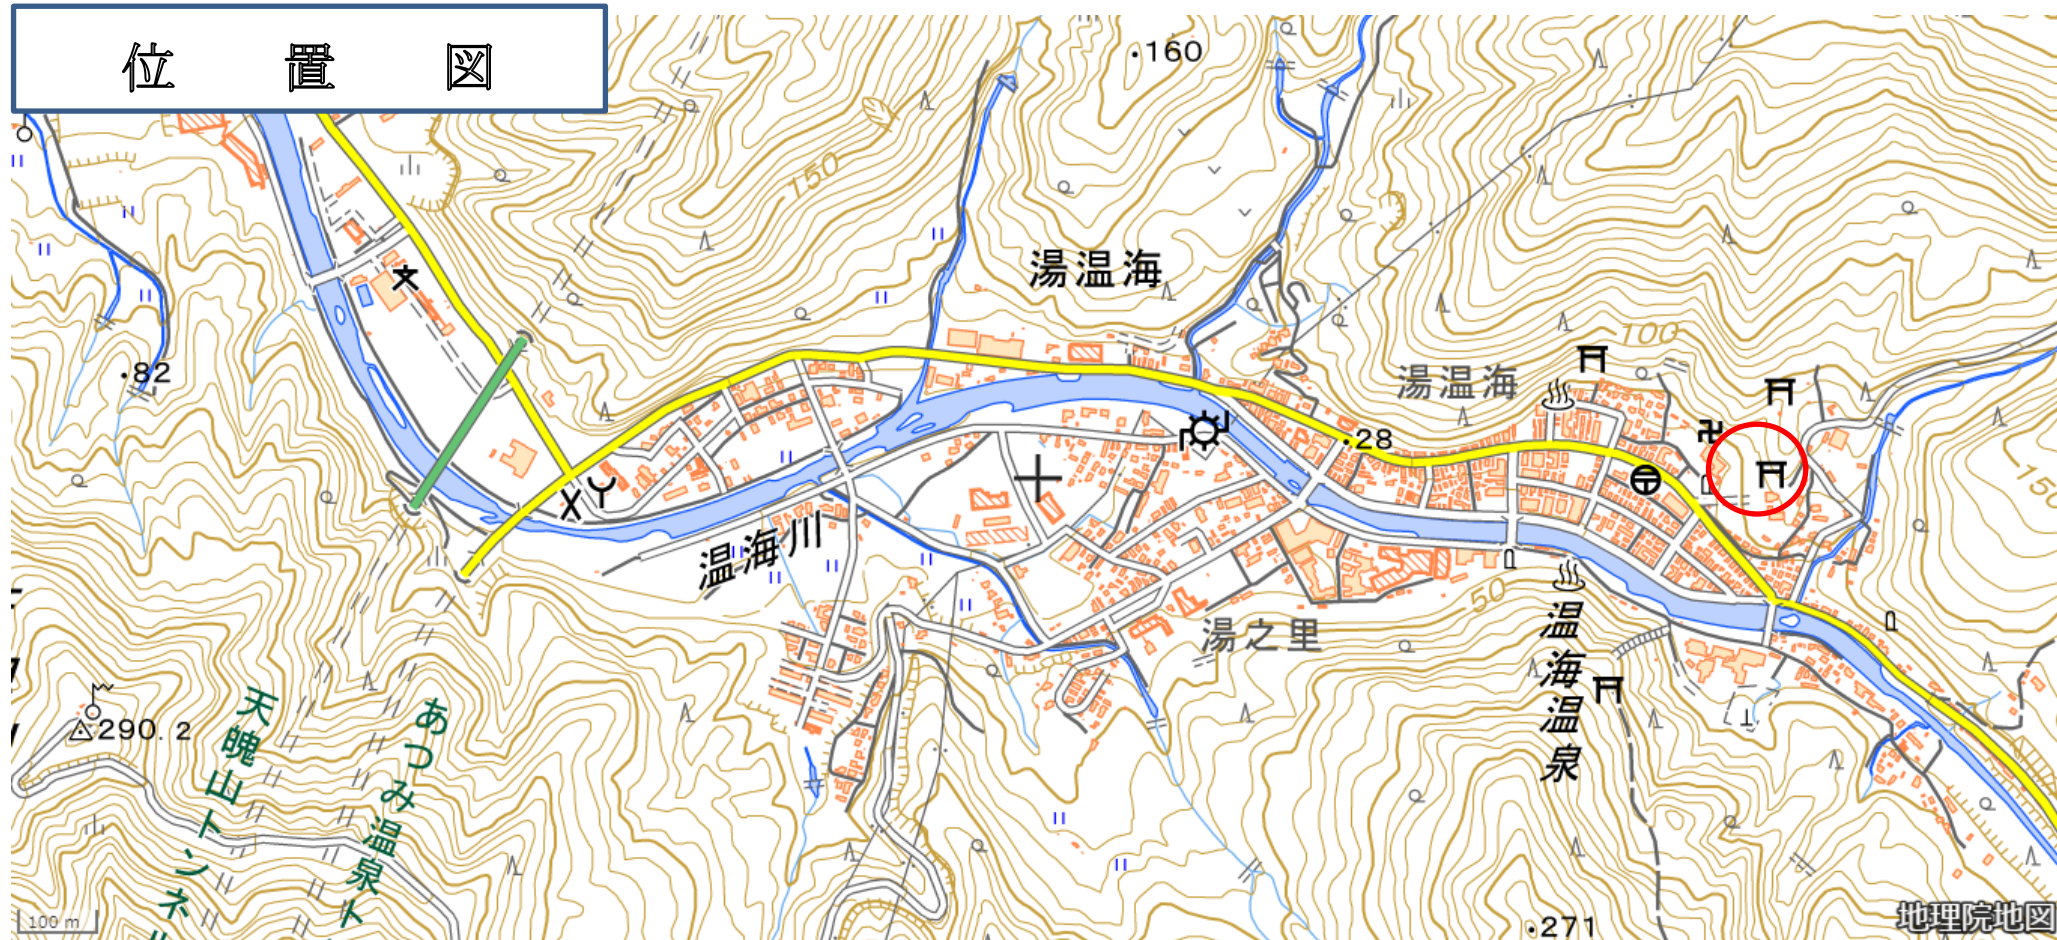 位置図
160
150
湯温海
82
100
湯温海
28
150
温海川
50
湯之里
温海温泉
290.2
天魄山トンネル
あつみ温泉ト
271
100 m
地理院地図